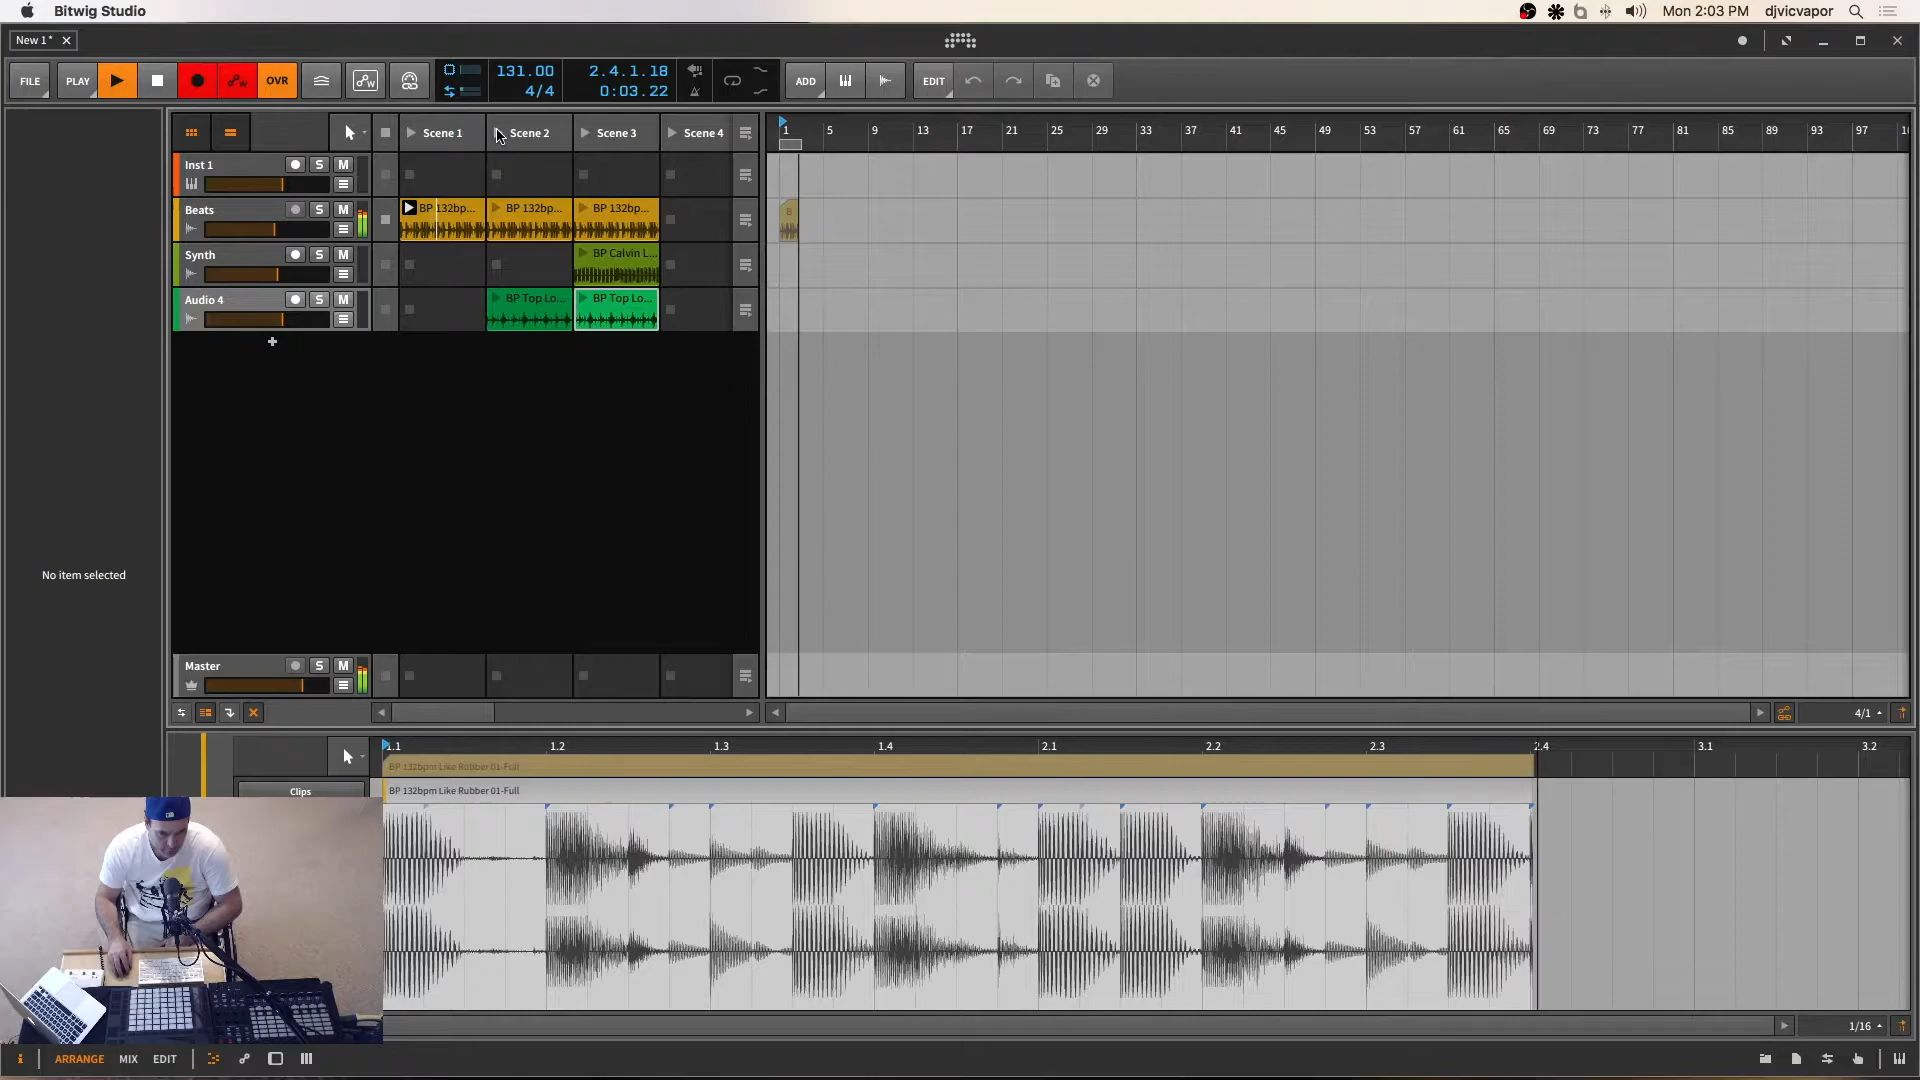 Bitwig Studio
Mon 2:03 PM djvicvapor
New 1*
FILE PLAY OVR 131.00 2.4.1.18 ADD EDIT
4/4 0:03.22
Scene 1 Scene 2 Scene 3 Scene 4
1 5 9 13 17 21 25 29 33 37 41 45 49 53 57 61 65 69 73 77 81 85 89 93 97 10
Inst 1 S M
Beats S M BP 132bp... BP 132bp... BP 132bp... B
Synth S M BP Calvin L...
Audio 4 S M BP Top Lo... BP Top Lo...
No item selected
Master S M
4/1
1.1 1.2 1.3 1.4 2.1 2.2 2.3 2.4 3.1 3.2
BP 132bpm Like Rubber 01-Full
Clips BP 132bpm Like Rubber 01-Full
1/16
i ARRANGE MIX EDIT